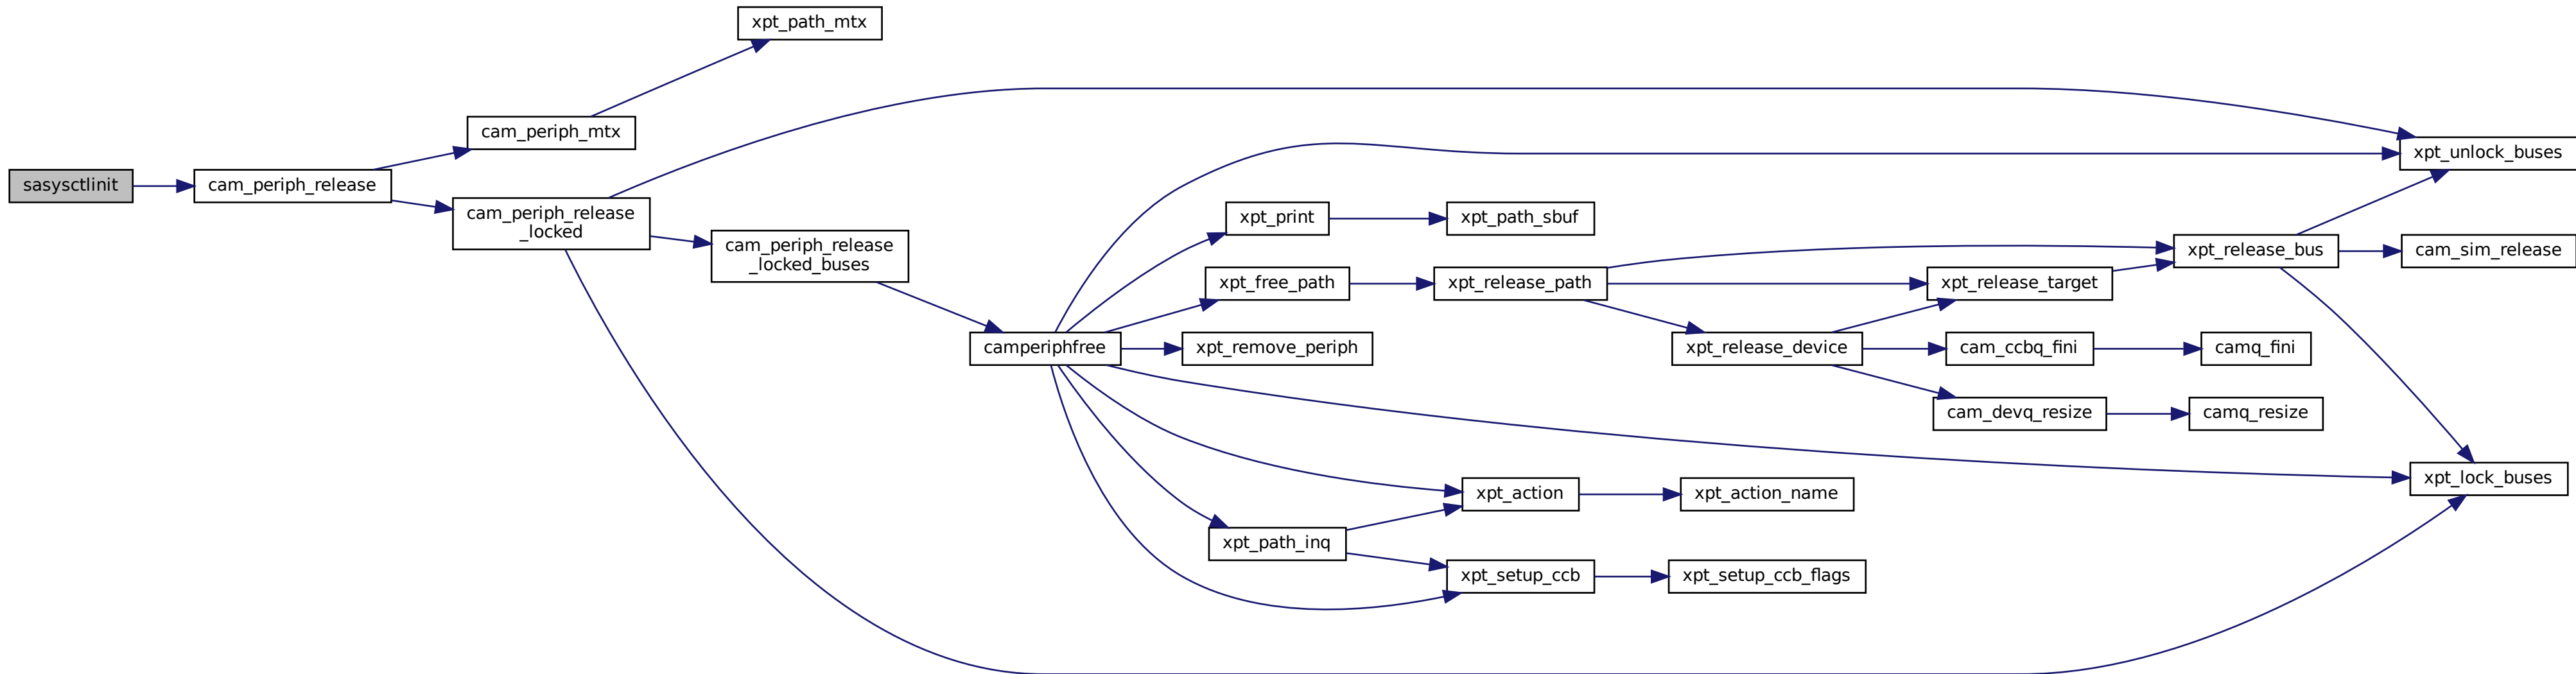 xpt_path_mtx
cam_periph_mtx
xpt_unlock_buses
sasysctlinit
cam_periph_release
cam_periph_release
_locked
xpt_print
xpt_path_sbuf
cam_periph_release
_locked_buses
xpt_release_bus
cam_sim_release
xpt_free_path
xpt_release_path
xpt_release_target
camperiphfree
xpt_remove_periph
xpt_release_device
cam_ccbq_fini
camq_fini
cam_devq_resize
camq_resize
xpt_lock_buses
xpt_action
xpt_action_name
xpt_path_inq
xpt_setup_ccb
xpt_setup_ccb_flags